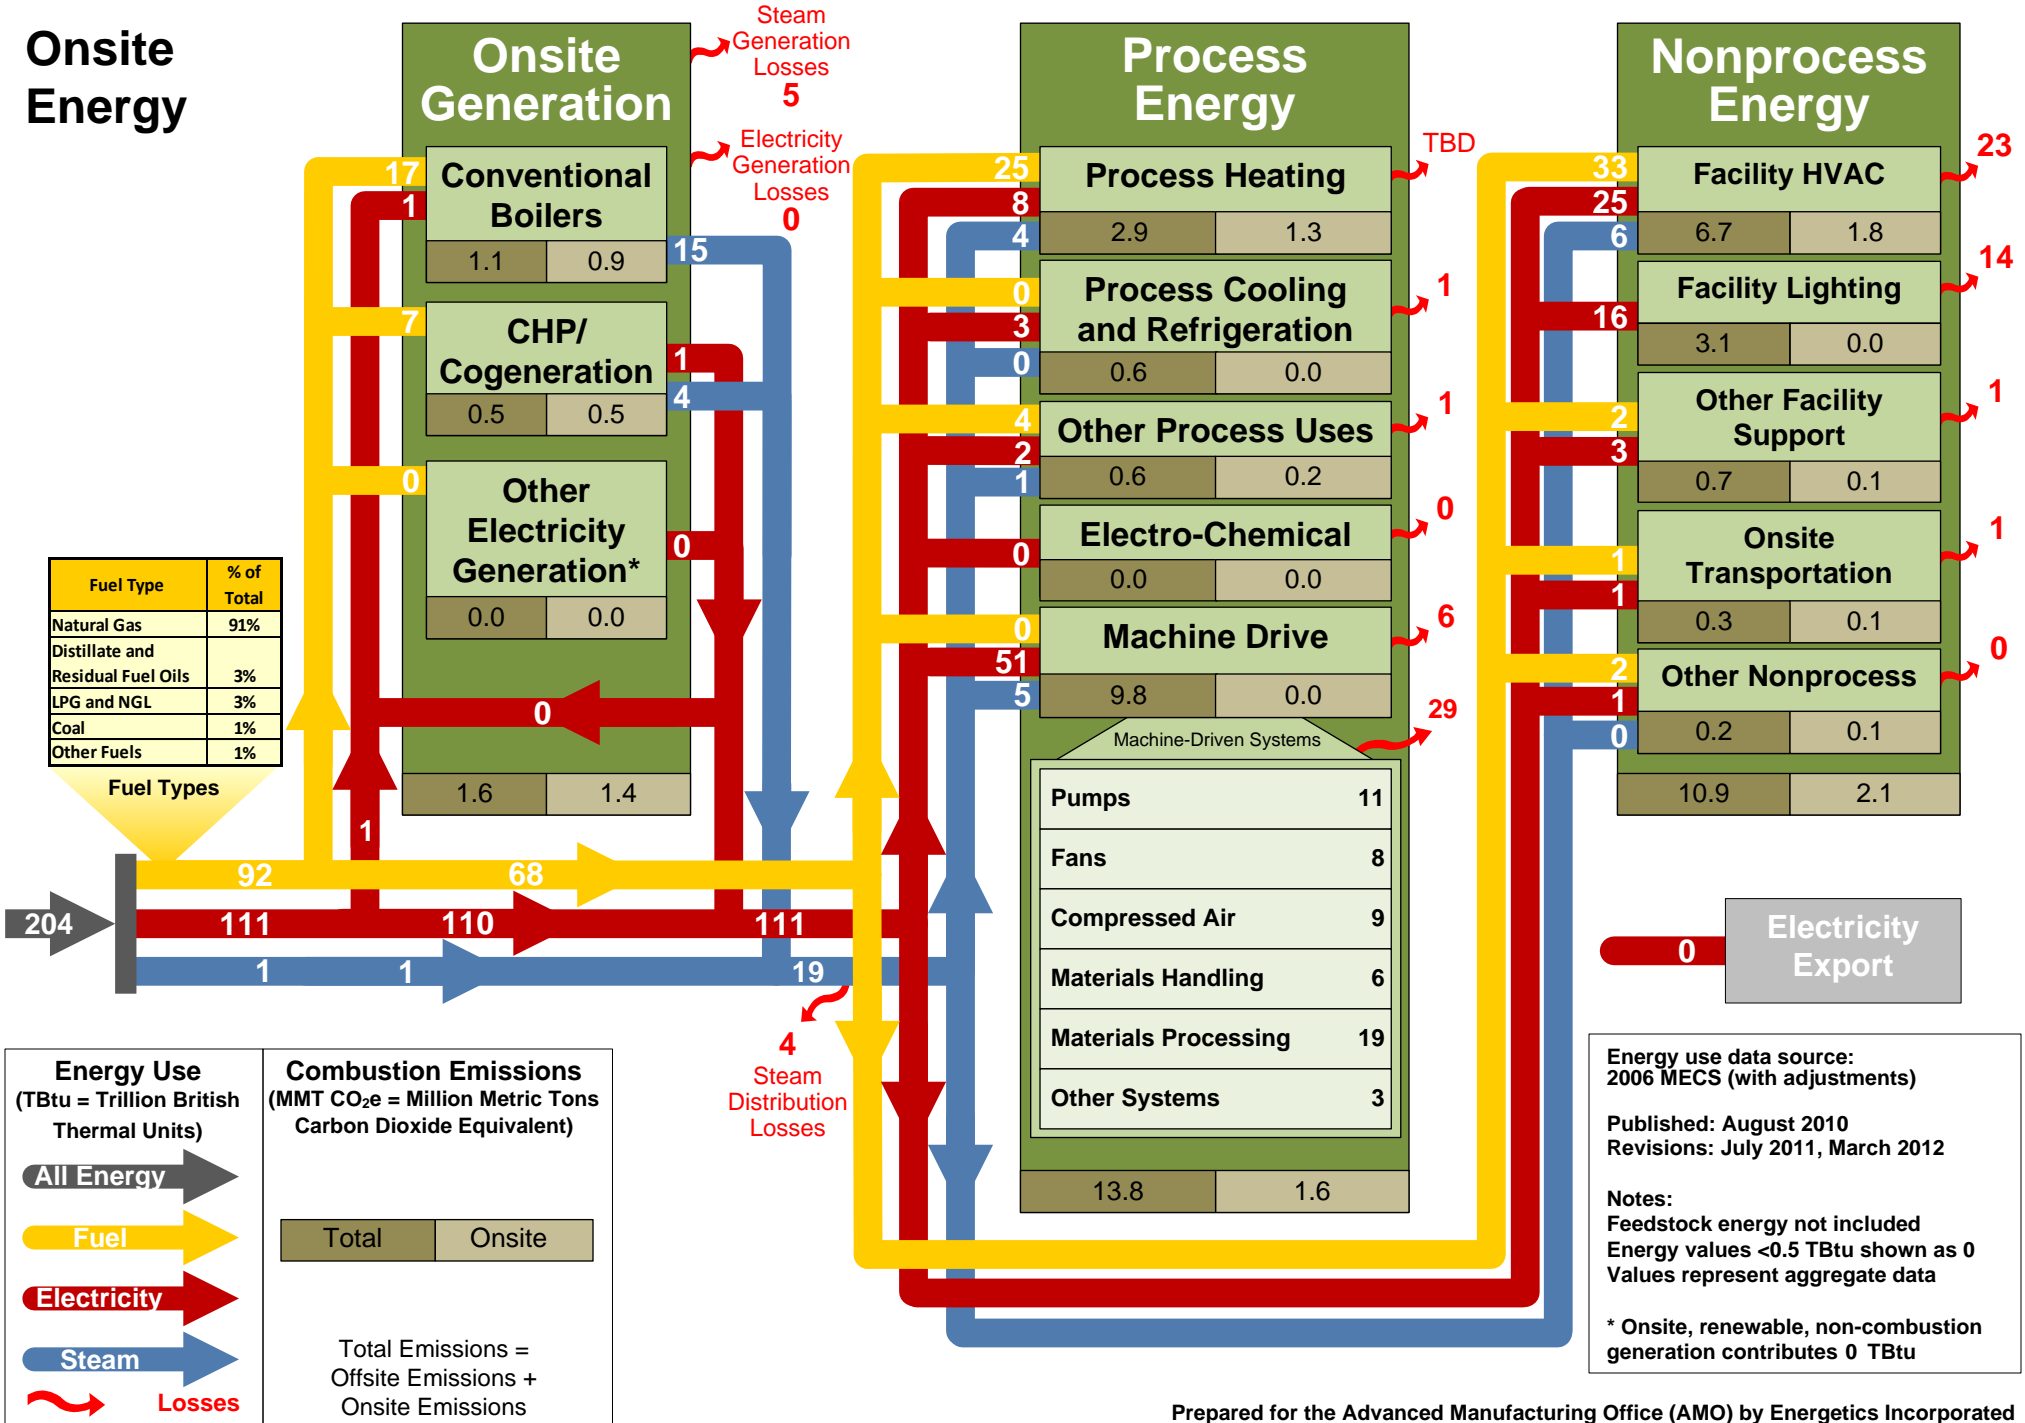 Onsite
Energy
Onsite
Generation
Steam
Generation
Losses
5
Electricity
Generation
Losses
0
17
1
Conventional
Boilers
1.1 0.9
15
7
CHP/
Cogeneration
0.5 0.5
1
4
0
Other
Electricity
Generation*
0.0 0.0
0
0
1.6 1.4
Fuel Type % of Total
Natural Gas 91%
Distillate and
Residual Fuel Oils 3%
LPG and NGL 3%
Coal 1%
Other Fuels 1%
Fuel Types
204
92
68
1
111
110
111
1
1
19
4
Steam
Distribution
Losses
Process
Energy
25
8
4
Process Heating
2.9 1.3
TBD
0
3
0
Process Cooling
and Refrigeration
0.6 0.0
1
4
2
1
Other Process Uses
0.6 0.2
1
0
Electro-Chemical
0.0 0.0
0
0
51
5
Machine Drive
9.8 0.0
6
Machine-Driven Systems
29
Pumps 11
Fans 8
Compressed Air 9
Materials Handling 6
Materials Processing 19
Other Systems 3
13.8 1.6
Nonprocess
Energy
33
25
6
Facility HVAC
6.7 1.8
23
16
Facility Lighting
3.1 0.0
14
2
3
Other Facility
Support
0.7 0.1
1
1
1
Onsite
Transportation
0.3 0.1
1
2
1
0
Other Nonprocess
0.2 0.1
0
10.9 2.1
0
Electricity
Export
Energy Use
(TBtu = Trillion British
Thermal Units)
All Energy
Fuel
Electricity
Steam
Losses
Combustion Emissions
(MMT CO₂e = Million Metric Tons
Carbon Dioxide Equivalent)
Total Onsite
Total Emissions =
Offsite Emissions +
Onsite Emissions
Energy use data source:
2006 MECS (with adjustments)
Published: August 2010
Revisions: July 2011, March 2012
Notes:
Feedstock energy not included
Energy values <0.5 TBtu shown as 0
Values represent aggregate data
* Onsite, renewable, non-combustion
generation contributes 0 TBtu
Prepared for the Advanced Manufacturing Office (AMO) by Energetics Incorporated